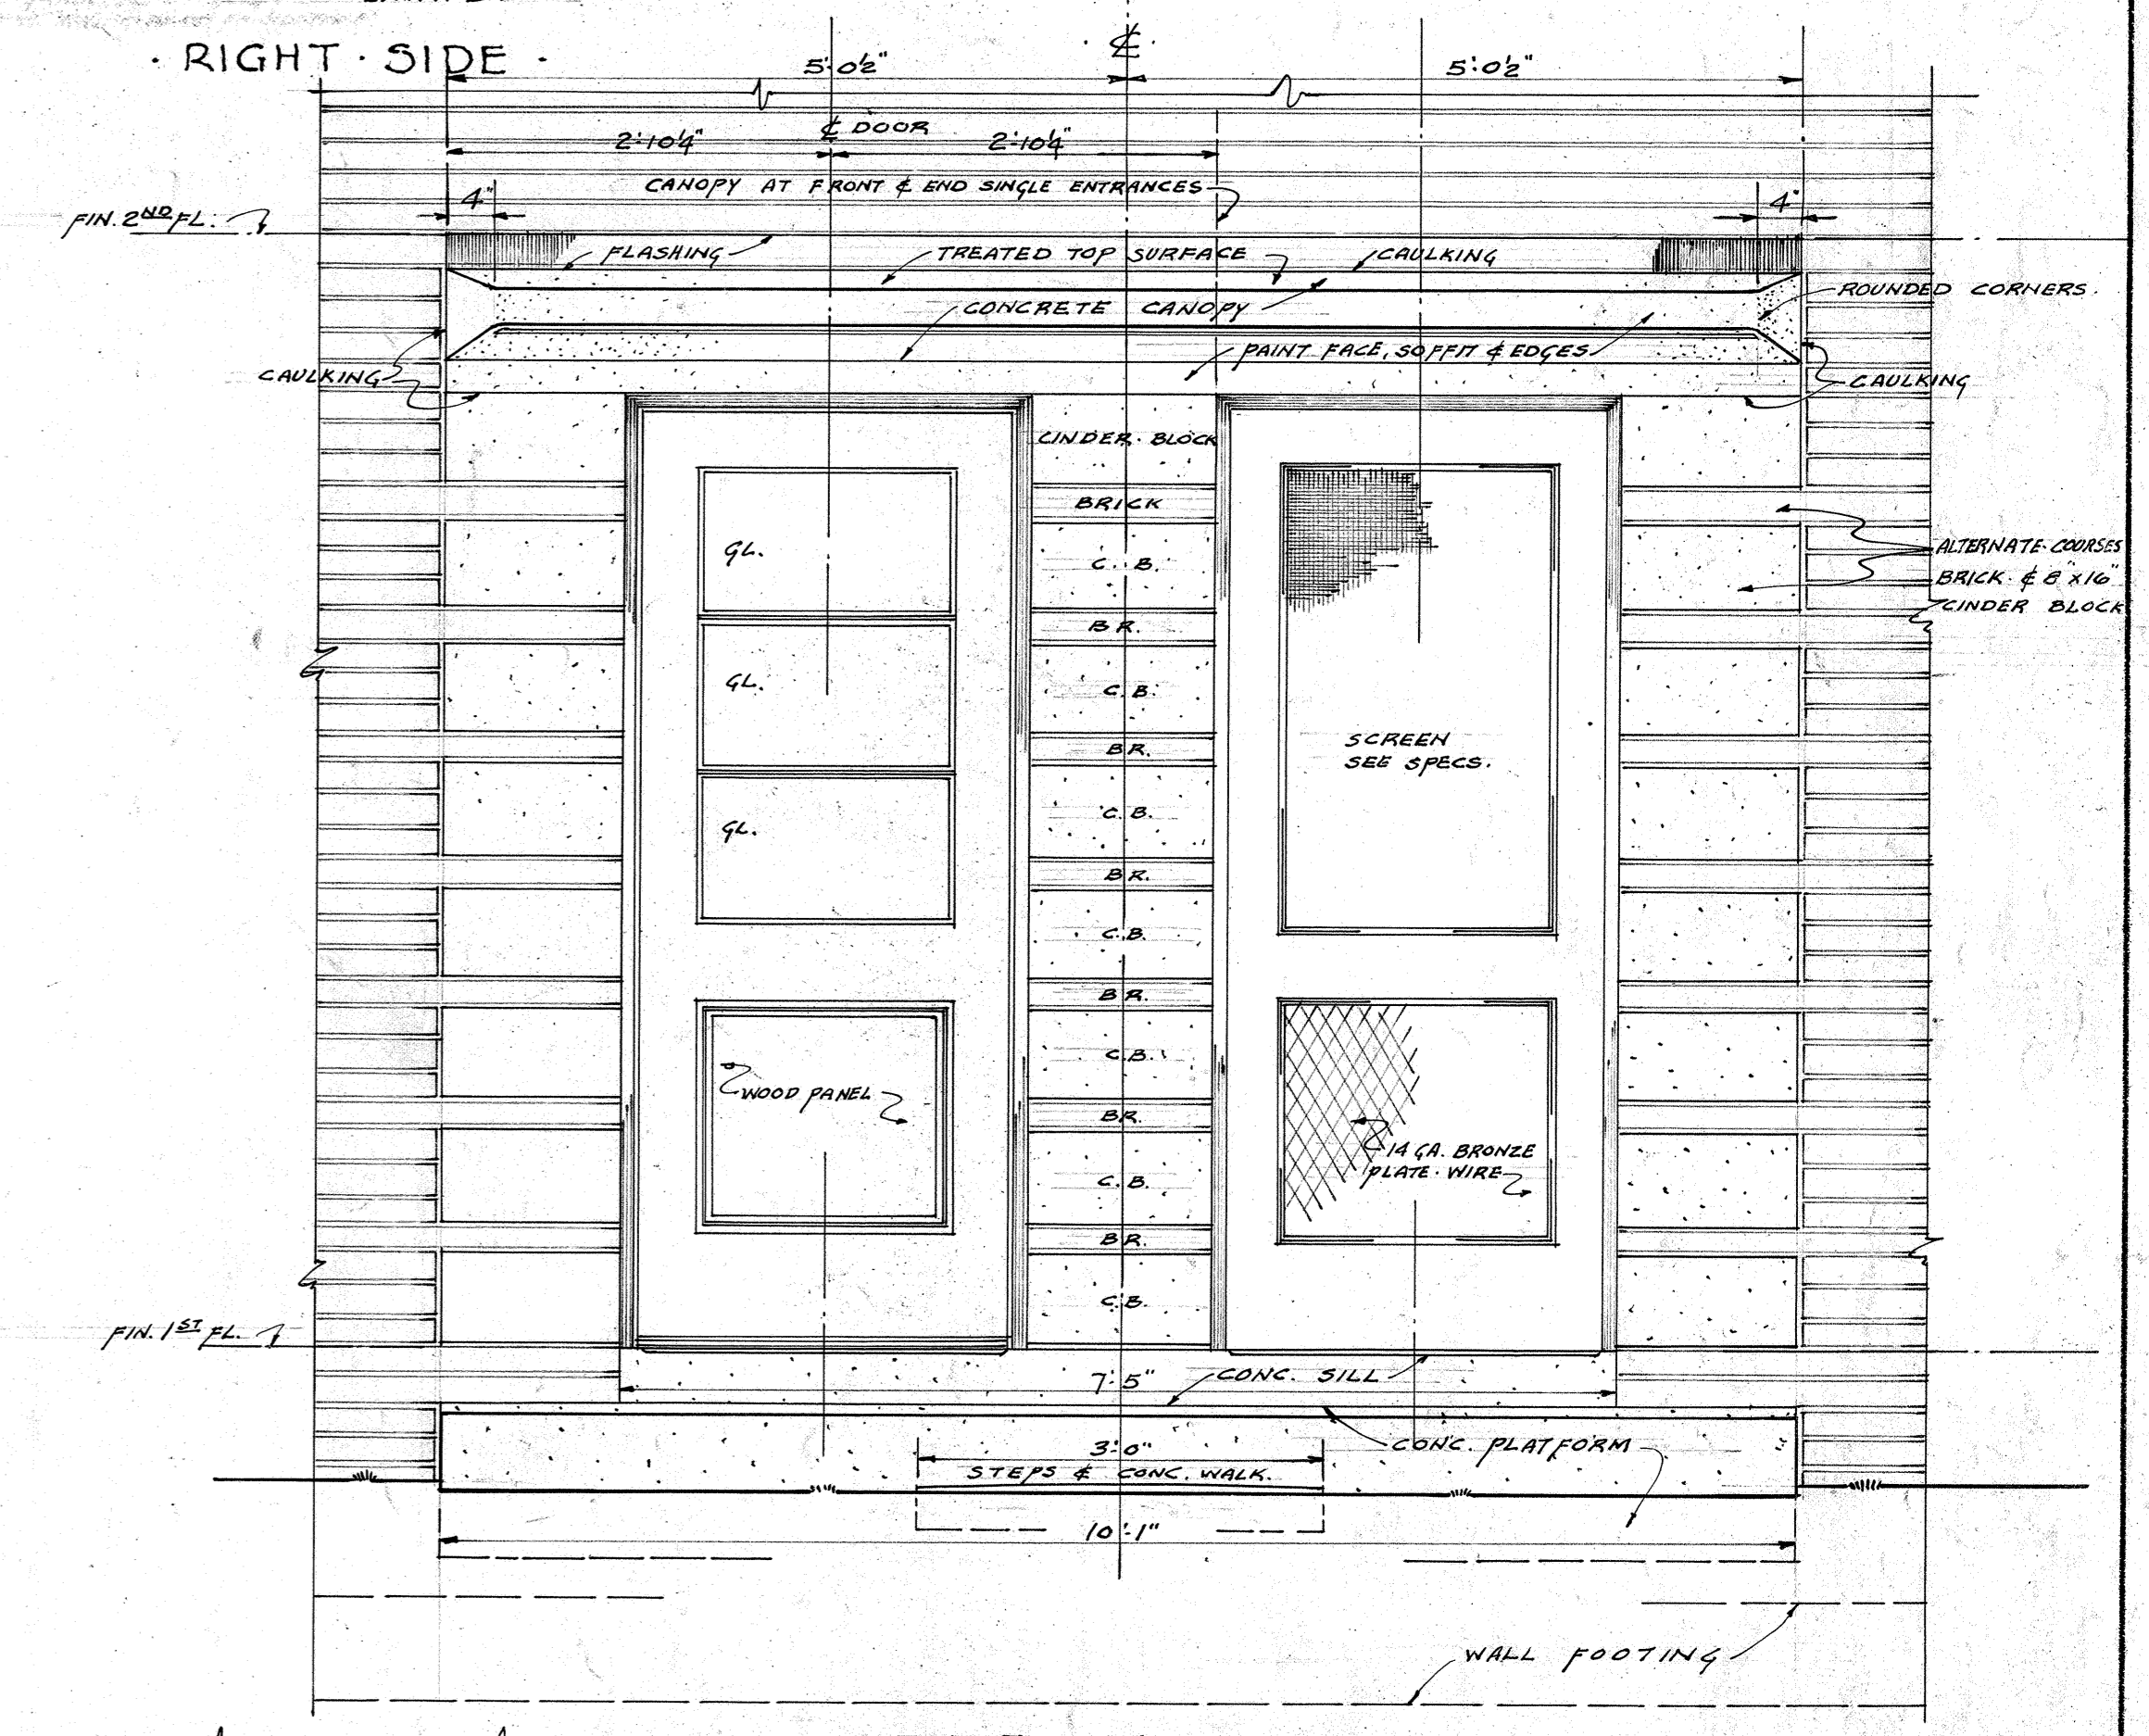 · RIGHT · SIDE ·
℄
5'-0½"
5'-0½"
℄ DOOR
2'-10¼"
2'-10¼"
CANOPY AT FRONT & END SINGLE ENTRANCES
4"
4"
FIN. 2ND FL.
FLASHING
TREATED TOP SURFACE
CAULKING
ROUNDED CORNERS.
CONCRETE CANOPY
PAINT FACE, SOFFIT & EDGES
CAULKING
CAULKING
CINDER · BLOCK
BRICK
GL.
C. B.
ALTERNATE · COURSES
BRICK & 8"X16"
CINDER BLOCK
BR.
GL.
C. B.
SCREEN
SEE SPECS.
BR.
GL.
C. B.
BR.
C. B.
BR.
C. B.
WOOD PANEL
BR.
14 GA. BRONZE
PLATE · WIRE
C. B.
BR.
C. B.
FIN. 1ST FL.
7'-5"
CONC. SILL
3'-0"
CONC. PLATFORM
STEPS & CONC. WALK.
10'-1"
WALL FOOTING